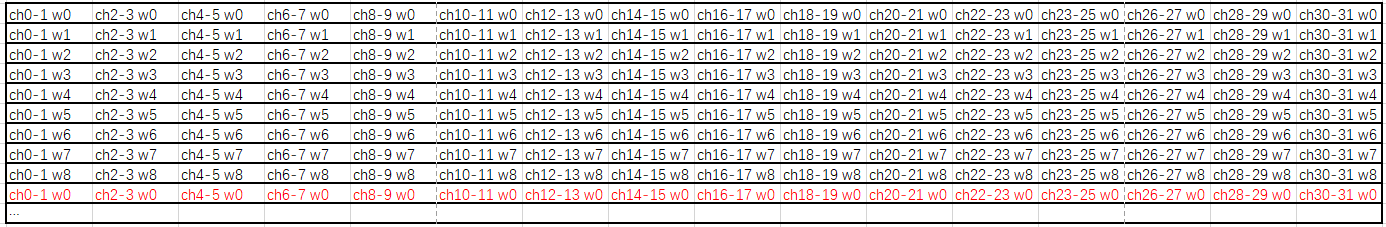 ch0-1 w0 ch2-3 w0 ch4-5 w0 ch6-7 w0 ch8-9 w0 ch10-11 w0 ch12-13 w0 ch14-15 w0 ch16-17 w0 ch18-19 w0 ch20-21 w0 ch22-23 w0 ch23-25 w0 ch26-27 w0 ch28-29 w0 ch30-31 w0
ch0-1 w1 ch2-3 w1 ch4-5 w1 ch6-7 w1 ch8-9 w1 ch10-11 w1 ch12-13 w1 ch14-15 w1 ch16-17 w1 ch18-19 w1 ch20-21 w1 ch22-23 w1 ch23-25 w1 ch26-27 w1 ch28-29 w1 ch30-31 w1
ch0-1 w2 ch2-3 w2 ch4-5 w2 ch6-7 w2 ch8-9 w2 ch10-11 w2 ch12-13 w2 ch14-15 w2 ch16-17 w2 ch18-19 w2 ch20-21 w2 ch22-23 w2 ch23-25 w2 ch26-27 w2 ch28-29 w2 ch30-31 w2
ch0-1 w3 ch2-3 w3 ch4-5 w3 ch6-7 w3 ch8-9 w3 ch10-11 w3 ch12-13 w3 ch14-15 w3 ch16-17 w3 ch18-19 w3 ch20-21 w3 ch22-23 w3 ch23-25 w3 ch26-27 w3 ch28-29 w3 ch30-31 w3
ch0-1 w4 ch2-3 w4 ch4-5 w4 ch6-7 w4 ch8-9 w4 ch10-11 w4 ch12-13 w4 ch14-15 w4 ch16-17 w4 ch18-19 w4 ch20-21 w4 ch22-23 w4 ch23-25 w4 ch26-27 w4 ch28-29 w4 ch30-31 w4
ch0-1 w5 ch2-3 w5 ch4-5 w5 ch6-7 w5 ch8-9 w5 ch10-11 w5 ch12-13 w5 ch14-15 w5 ch16-17 w5 ch18-19 w5 ch20-21 w5 ch22-23 w5 ch23-25 w5 ch26-27 w5 ch28-29 w5 ch30-31 w5
ch0-1 w6 ch2-3 w6 ch4-5 w6 ch6-7 w6 ch8-9 w6 ch10-11 w6 ch12-13 w6 ch14-15 w6 ch16-17 w6 ch18-19 w6 ch20-21 w6 ch22-23 w6 ch23-25 w6 ch26-27 w6 ch28-29 w6 ch30-31 w6
ch0-1 w7 ch2-3 w7 ch4-5 w7 ch6-7 w7 ch8-9 w7 ch10-11 w7 ch12-13 w7 ch14-15 w7 ch16-17 w7 ch18-19 w7 ch20-21 w7 ch22-23 w7 ch23-25 w7 ch26-27 w7 ch28-29 w7 ch30-31 w7
ch0-1 w8 ch2-3 w8 ch4-5 w8 ch6-7 w8 ch8-9 w8 ch10-11 w8 ch12-13 w8 ch14-15 w8 ch16-17 w8 ch18-19 w8 ch20-21 w8 ch22-23 w8 ch23-25 w8 ch26-27 w8 ch28-29 w8 ch30-31 w8
ch0-1 w0 ch2-3 w0 ch4-5 w0 ch6-7 w0 ch8-9 w0 ch10-11 w0 ch12-13 w0 ch14-15 w0 ch16-17 w0 ch18-19 w0 ch20-21 w0 ch22-23 w0 ch23-25 w0 ch26-27 w0 ch28-29 w0 ch30-31 w0
...